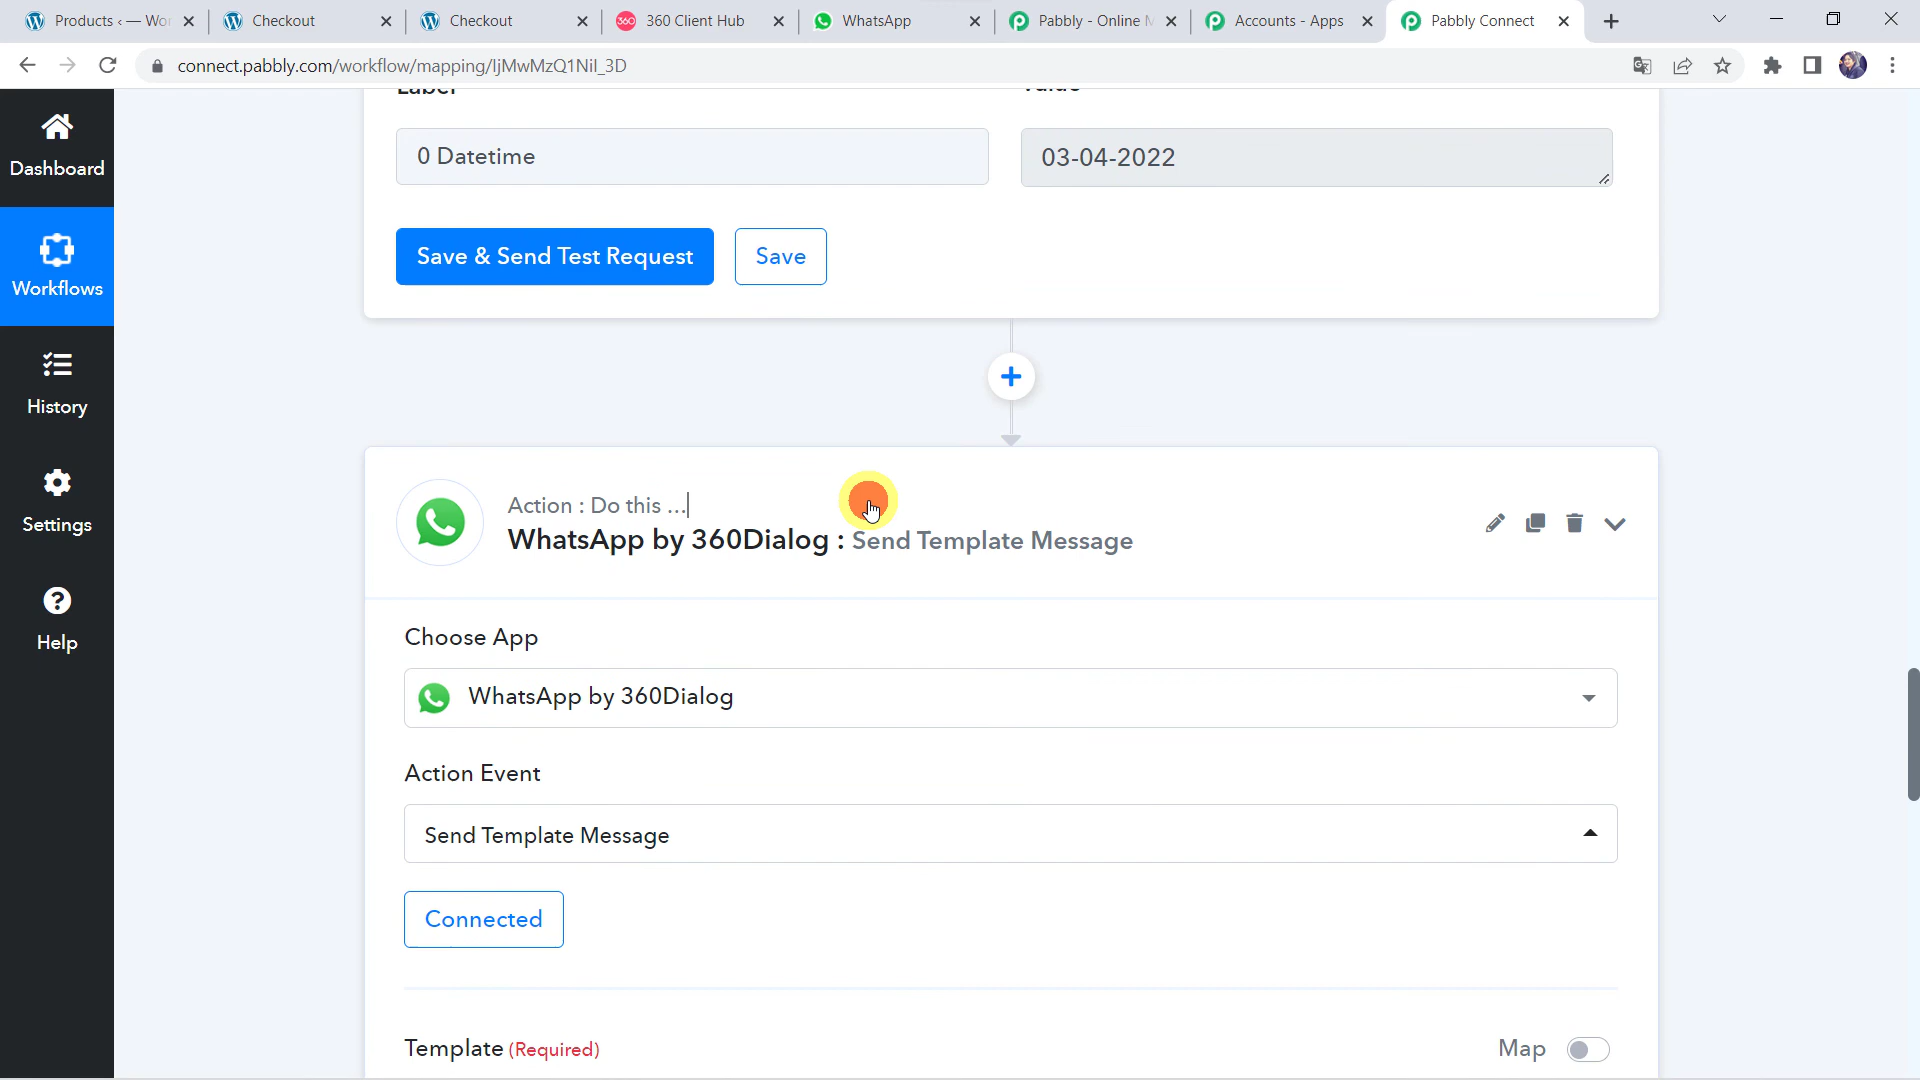 Products ‹ — Wor
Checkout
Checkout
360 Client Hub
WhatsApp
Pabbly - Online M
Accounts - Apps
Pabbly Connect
connect.pabbly.com/workflow/mapping/IjMwMzQ1NiI_3D
Dashboard
Workflows
History
Settings
Help
Label
Value
0 Datetime
03-04-2022
Save & Send Test Request
Save
Action : Do this ...
WhatsApp by 360Dialog : Send Template Message
Choose App
WhatsApp by 360Dialog
Action Event
Send Template Message
Connected
Template (Required)
Map